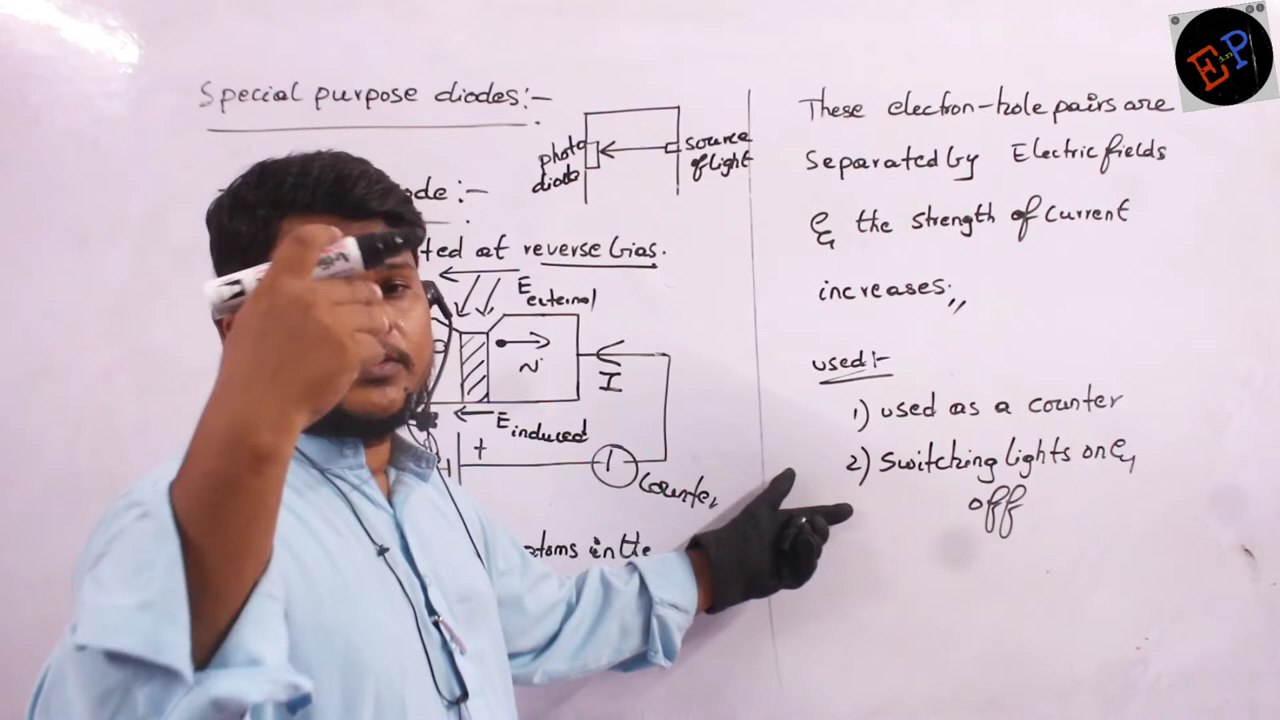 Special purpose diodes:-
photo
diode
source
of light
ode:-
ted at reverse bias.
E external
N
I
E induced
+
Counter
atoms in the
These electron-hole pairs are
Separated by Electric fields
& the strength of current
increases.,,
used:-
1) used as a counter
2) Switching lights on &
off
E in P